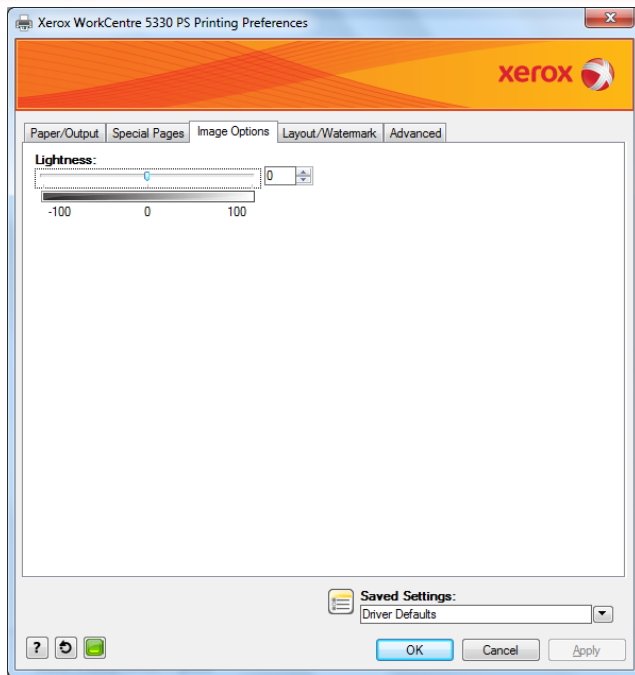 Xerox WorkCentre 5330 PS Printing Preferences
xerox
Paper/Output Special Pages Image Options Layout/Watermark Advanced
Lightness:
0
-100 0 100
Saved Settings:
Driver Defaults
? OK Cancel Apply